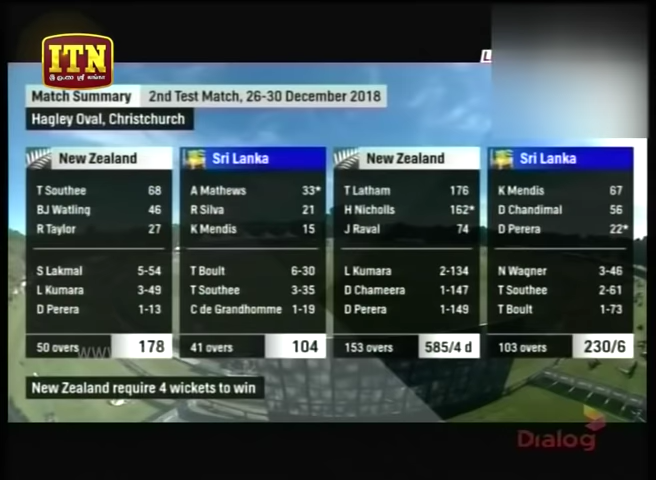 ITN
Match Summary 2nd Test Match, 26-30 December 2018
Hagley Oval, Christchurch
New Zealand
T Southee 68
BJ Watling 46
R Taylor 27
S Lakmal 5-54
L Kumara 3-49
D Perera 1-13
50 overs 178
Sri Lanka
A Mathews 33*
R Silva 21
K Mendis 15
T Boult 6-30
T Southee 3-35
C de Grandhomme 1-19
41 overs 104
New Zealand
T Latham 176
H Nicholls 162*
J Raval 74
L Kumara 2-134
D Chameera 1-147
D Perera 1-149
153 overs 585/4 d
Sri Lanka
K Mendis 67
D Chandimal 56
D Perera 22*
N Wagner 3-46
T Southee 2-61
T Boult 1-73
103 overs 230/6
www
New Zealand require 4 wickets to win
Dialog